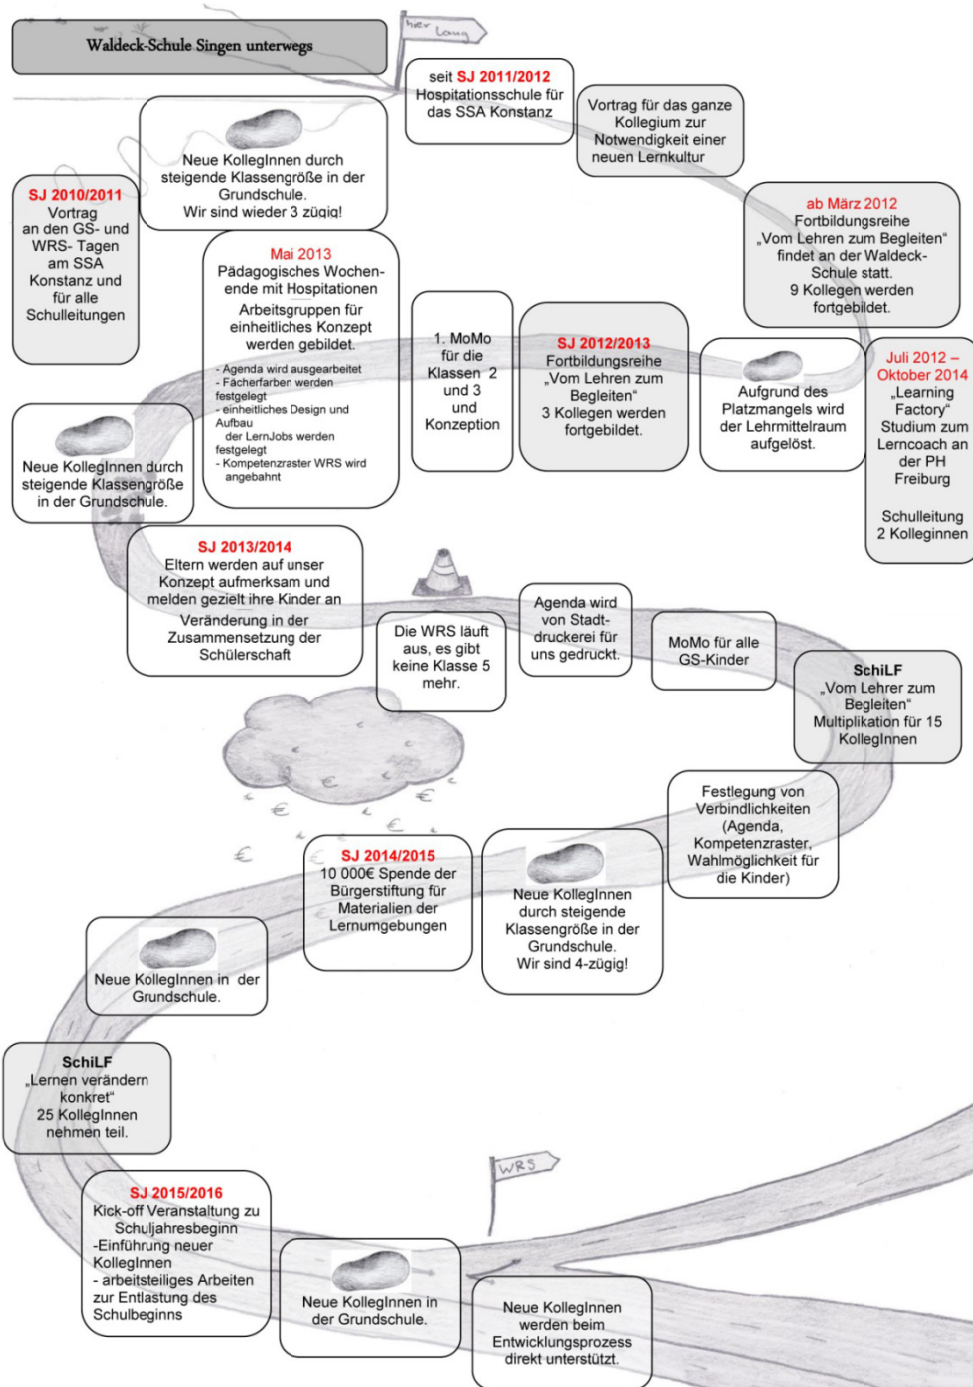 Waldeck-Schule Singen unterwegs
hier
Lang
seit SJ 2011/2012
Hospitationsschule für
das SSA Konstanz
Vortrag für das ganze
Kollegium zur
Notwendigkeit einer
neuen Lernkultur
Neue KollegInnen durch
steigende Klassengröße in der
Grundschule.
Wir sind wieder 3 zügig!
SJ 2010/2011
Vortrag
an den GS- und
WRS- Tagen
am SSA
Konstanz und
für alle
Schulleitungen
ab März 2012
Fortbildungsreihe
„Vom Lehren zum Begleiten“
findet an der Waldeck-
Schule statt.
9 Kollegen werden
fortgebildet.
Mai 2013
Pädagogisches Wochen-
ende mit Hospitationen
Arbeitsgruppen für
einheitliches Konzept
werden gebildet.
- Agenda wird ausgearbeitet
- Fächerfarben werden
festgelegt
- einheitliches Design und
Aufbau
der LernJobs werden
festgelegt
- Kompetenzraster WRS wird
angebahnt
1. MoMo
für die
Klassen 2
und 3
und
Konzeption
SJ 2012/2013
Fortbildungsreihe
„Vom Lehren zum
Begleiten“
3 Kollegen werden
fortgebildet.
Aufgrund des
Platzmangels wird
der Lehrmittelraum
aufgelöst.
Juli 2012 –
Oktober 2014
„Learning
Factory“
Studium zum
Lerncoach an
der PH
Freiburg
Schulleitung
2 Kolleginnen
Neue KollegInnen durch
steigende Klassengröße
in der Grundschule.
SJ 2013/2014
Eltern werden auf unser
Konzept aufmerksam und
melden gezielt ihre Kinder an
Veränderung in der
Zusammensetzung der
Schülerschaft
Die WRS läuft
aus, es gibt
keine Klasse 5
mehr.
Agenda wird
von Stadt-
druckerei für
uns gedruckt.
MoMo für alle
GS-Kinder
SchiLF
„Vom Lehrer zum
Begleiten“
Multiplikation für 15
KollegInnen
Festlegung von
Verbindlichkeiten
(Agenda,
Kompetenzraster,
Wahlmöglichkeit für
die Kinder)
Neue KollegInnen
durch steigende
Klassengröße in der
Grundschule.
Wir sind 4-zügig!
SJ 2014/2015
10 000€ Spende der
Bürgerstiftung für
Materialien der
Lernumgebungen
Neue KollegInnen in der
Grundschule.
SchiLF
„Lernen verändern
konkret“
25 KollegInnen
nehmen teil.
WRS
SJ 2015/2016
Kick-off Veranstaltung zu
Schuljahresbeginn
-Einführung neuer
KollegInnen
- arbeitsteiliges Arbeiten
zur Entlastung des
Schulbeginns
Neue KollegInnen in
der Grundschule.
Neue KollegInnen
werden beim
Entwicklungsprozess
direkt unterstützt.